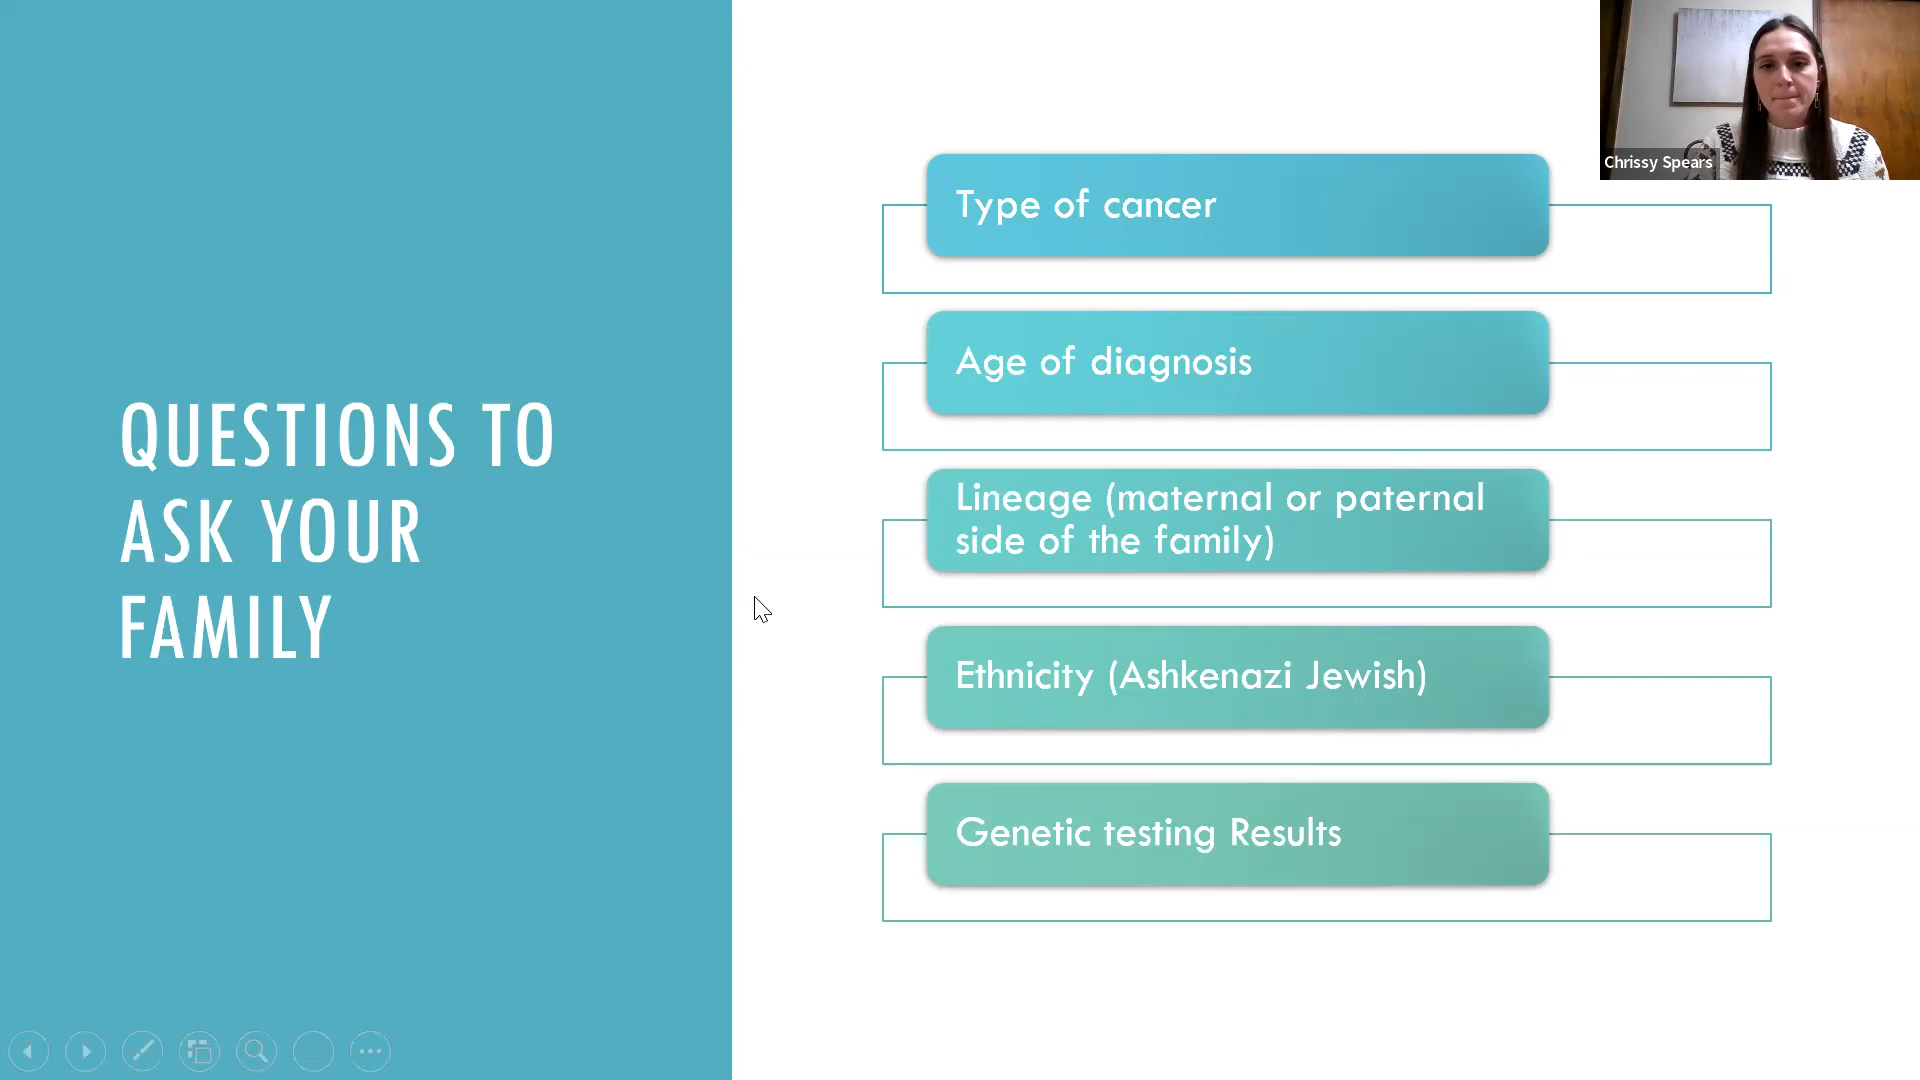 QUESTIONS TO
ASK YOUR
FAMILY
Type of cancer
Age of diagnosis
Lineage (maternal or paternal
side of the family)
Ethnicity (Ashkenazi Jewish)
Genetic testing Results
Chrissy Spears